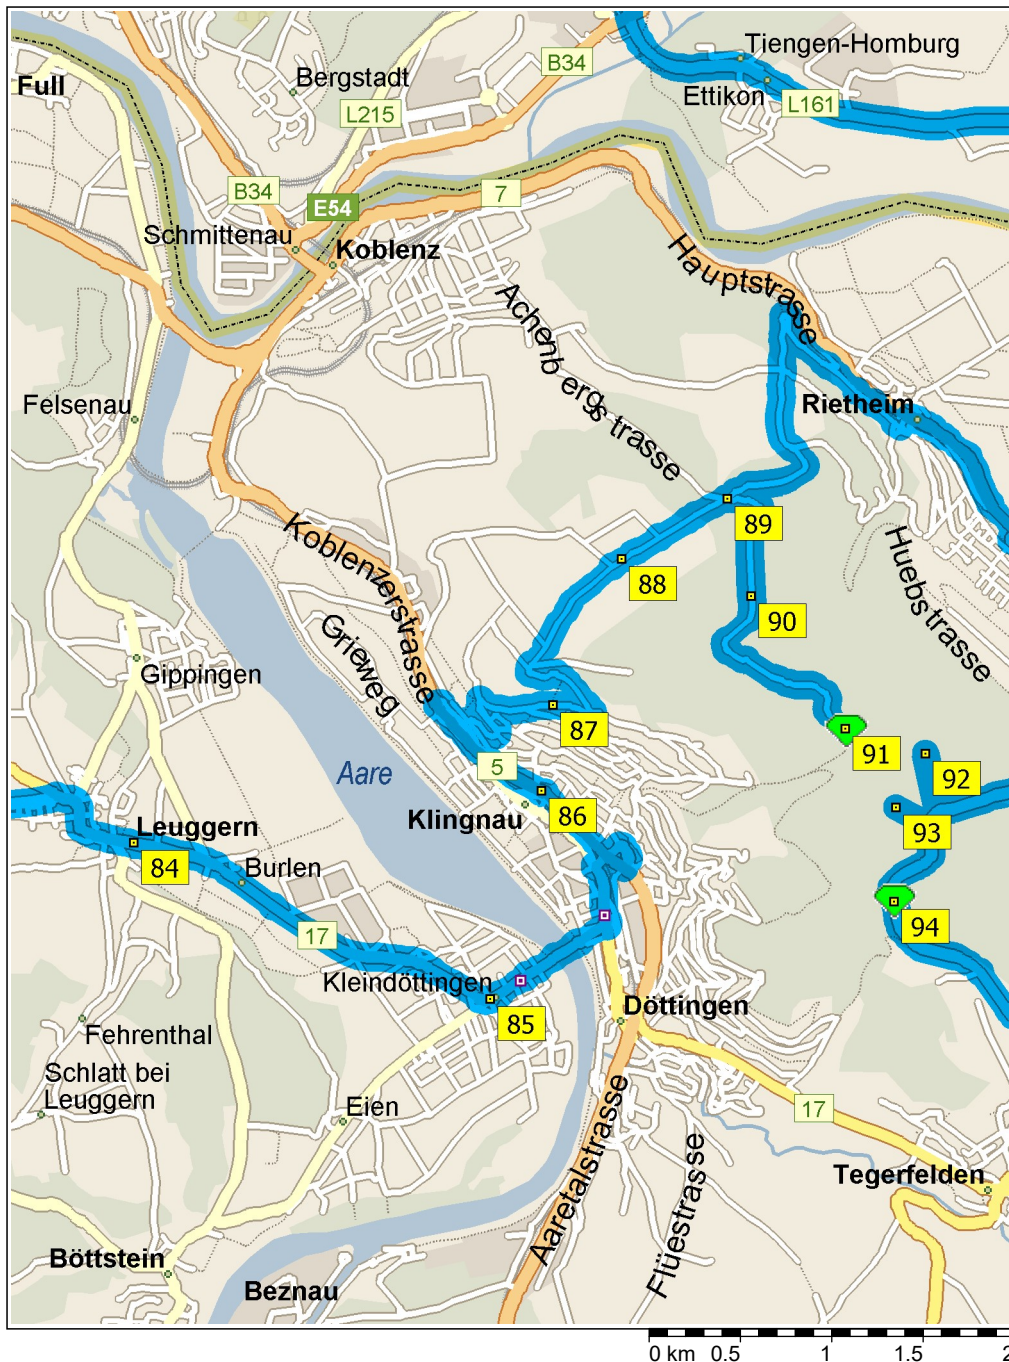 Tiengen-Homburg
B34
Bergstadt
Full
Ettikon
L161
L215
B34
7
E54
Schmittenau
Koblenz
Hauptstrasse
Achenbergstrasse
Felsenau
Rietheim
89
Koblenzerstrasse
Huebstrasse
88
90
Grieweg
Gippingen
87
91
5
Aare
92
86
Klingnau
Leuggern
93
84
Burlen
94
17
Kleindöttingen
Döttingen
85
Fehrenthal
Schlatt bei
Leuggern
Eien
17
Aaretalstrasse
Flüestrasse
Tegerfelden
Böttstein
Beznau
0 km 0.5 1 1.5 2